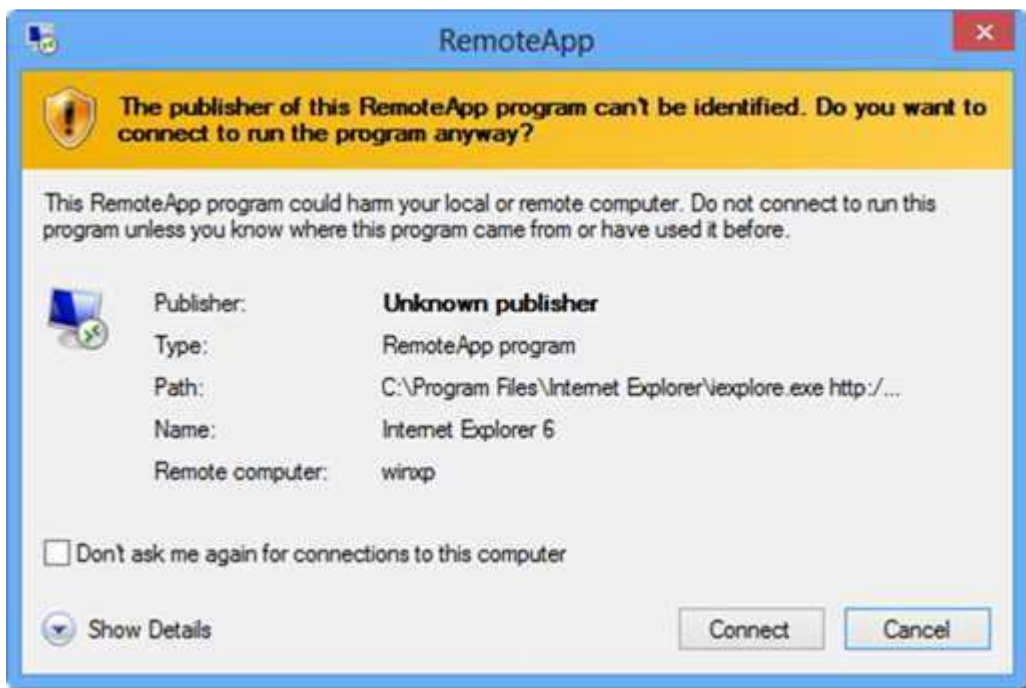 RemoteApp
The publisher of this RemoteApp program can't be identified. Do you want to
connect to run the program anyway?
This RemoteApp program could harm your local or remote computer. Do not connect to run this
program unless you know where this program came from or have used it before.
Publisher: Unknown publisher
Type: RemoteApp program
Path: C:\Program Files\Internet Explorer\iexplore.exe http:/...
Name: Internet Explorer 6
Remote computer: winxp
Don't ask me again for connections to this computer
Show Details Connect Cancel